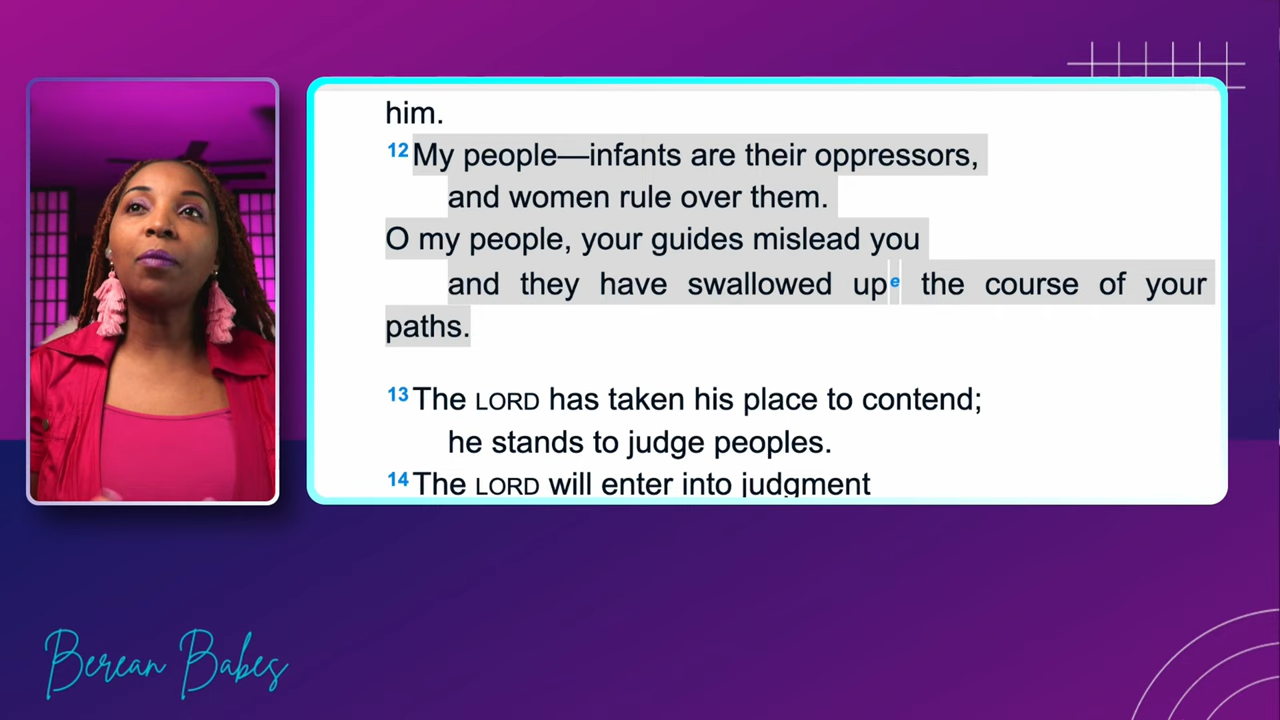 him.
12 My people—infants are their oppressors,
and women rule over them.
O my people, your guides mislead you
and they have swallowed upe the course of your
paths.
13 The LORD has taken his place to contend;
he stands to judge peoples.
14 The LORD will enter into judgment
Berean Babes